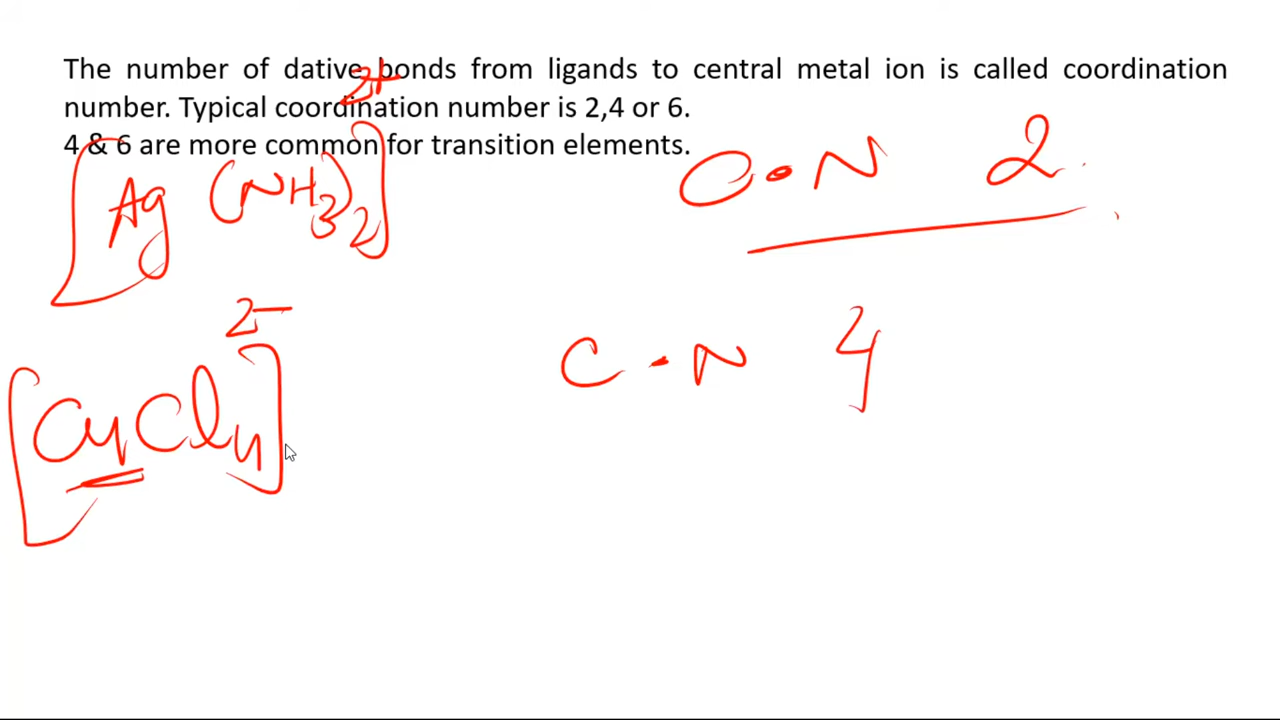 The number of dative bonds from ligands to central metal ion is called coordination
number. Typical coordination number is 2,4 or 6.
4 & 6 are more common for transition elements.
[Ag (NH3)2]2+
C.N 2
[CuCl4]2-
C.N 4